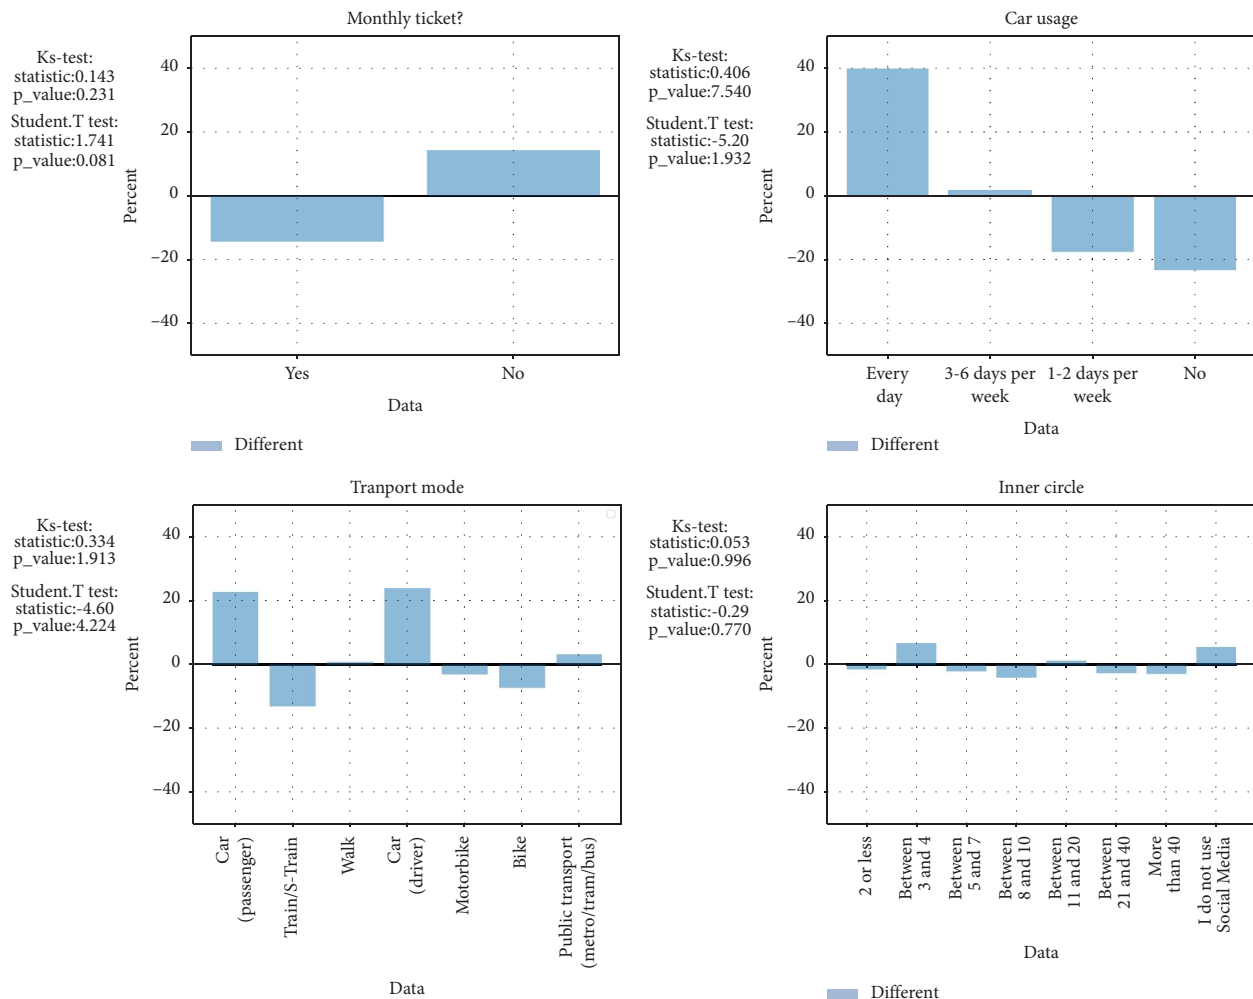 Monthly ticket?
Ks-test:
statistic:0.143
p_value:0.231
Student.T test:
statistic:1.741
p_value:0.081
Percent
40
20
0
−20
−40
Yes
No
Data
Different
Car usage
Ks-test:
statistic:0.406
p_value:7.540
Student.T test:
statistic:-5.20
p_value:1.932
Percent
40
20
0
−20
−40
Every
day
3-6 days per
week
1-2 days per
week
No
Data
Different
Tranport mode
Ks-test:
statistic:0.334
p_value:1.913
Student.T test:
statistic:-4.60
p_value:4.224
Percent
40
20
0
−20
−40
Car
(passenger)
Train/S-Train
Walk
Car
(driver)
Motorbike
Bike
Public transport
(metro/tram/bus)
Data
Inner circle
Ks-test:
statistic:0.053
p_value:0.996
Student.T test:
statistic:-0.29
p_value:0.770
Percent
40
20
0
−20
−40
2 or less
Between
3 and 4
Between
5 and 7
Between
8 and 10
Between
11 and 20
Between
21 and 40
More
than 40
I do not use
Social Media
Data
Different